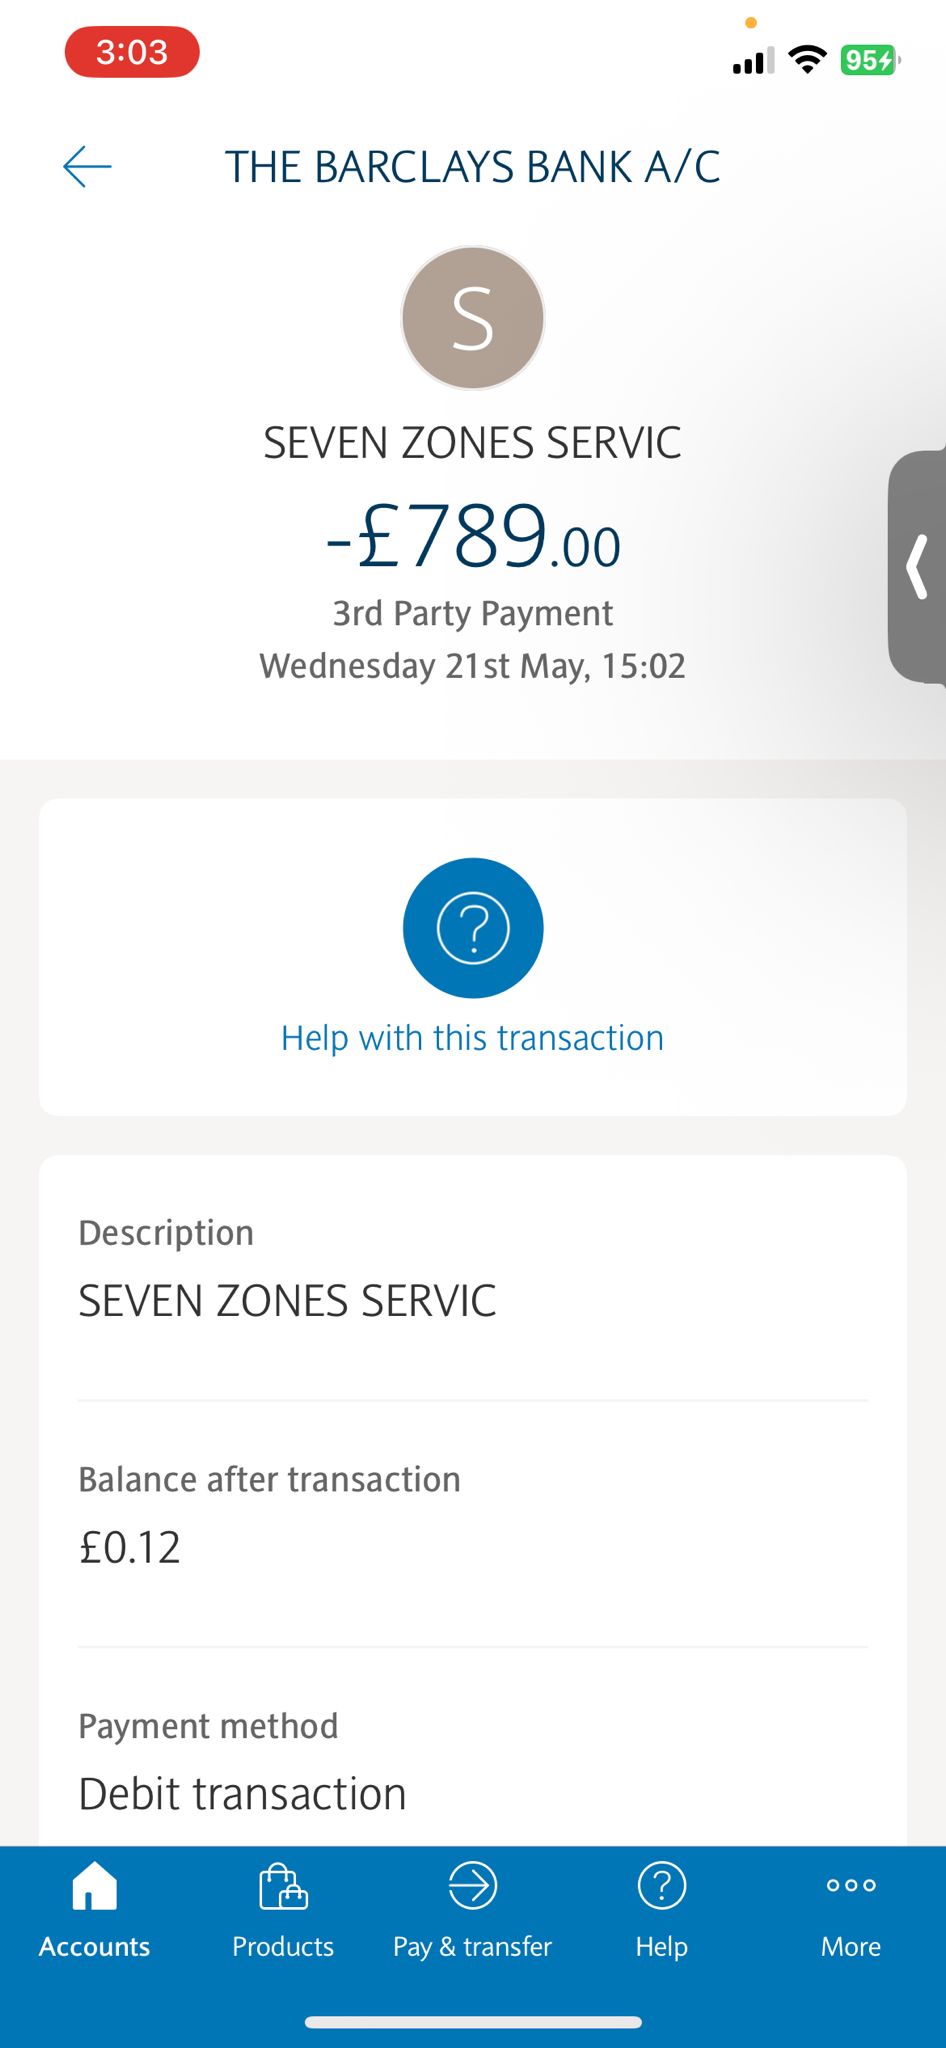 3:03
95
THE BARCLAYS BANK A/C
S
SEVEN ZONES SERVIC
-£789.00
3rd Party Payment
Wednesday 21st May, 15:02
?
Help with this transaction
Description
SEVEN ZONES SERVIC
Balance after transaction
£0.12
Payment method
Debit transaction
Accounts
Products
Pay & transfer
Help
More